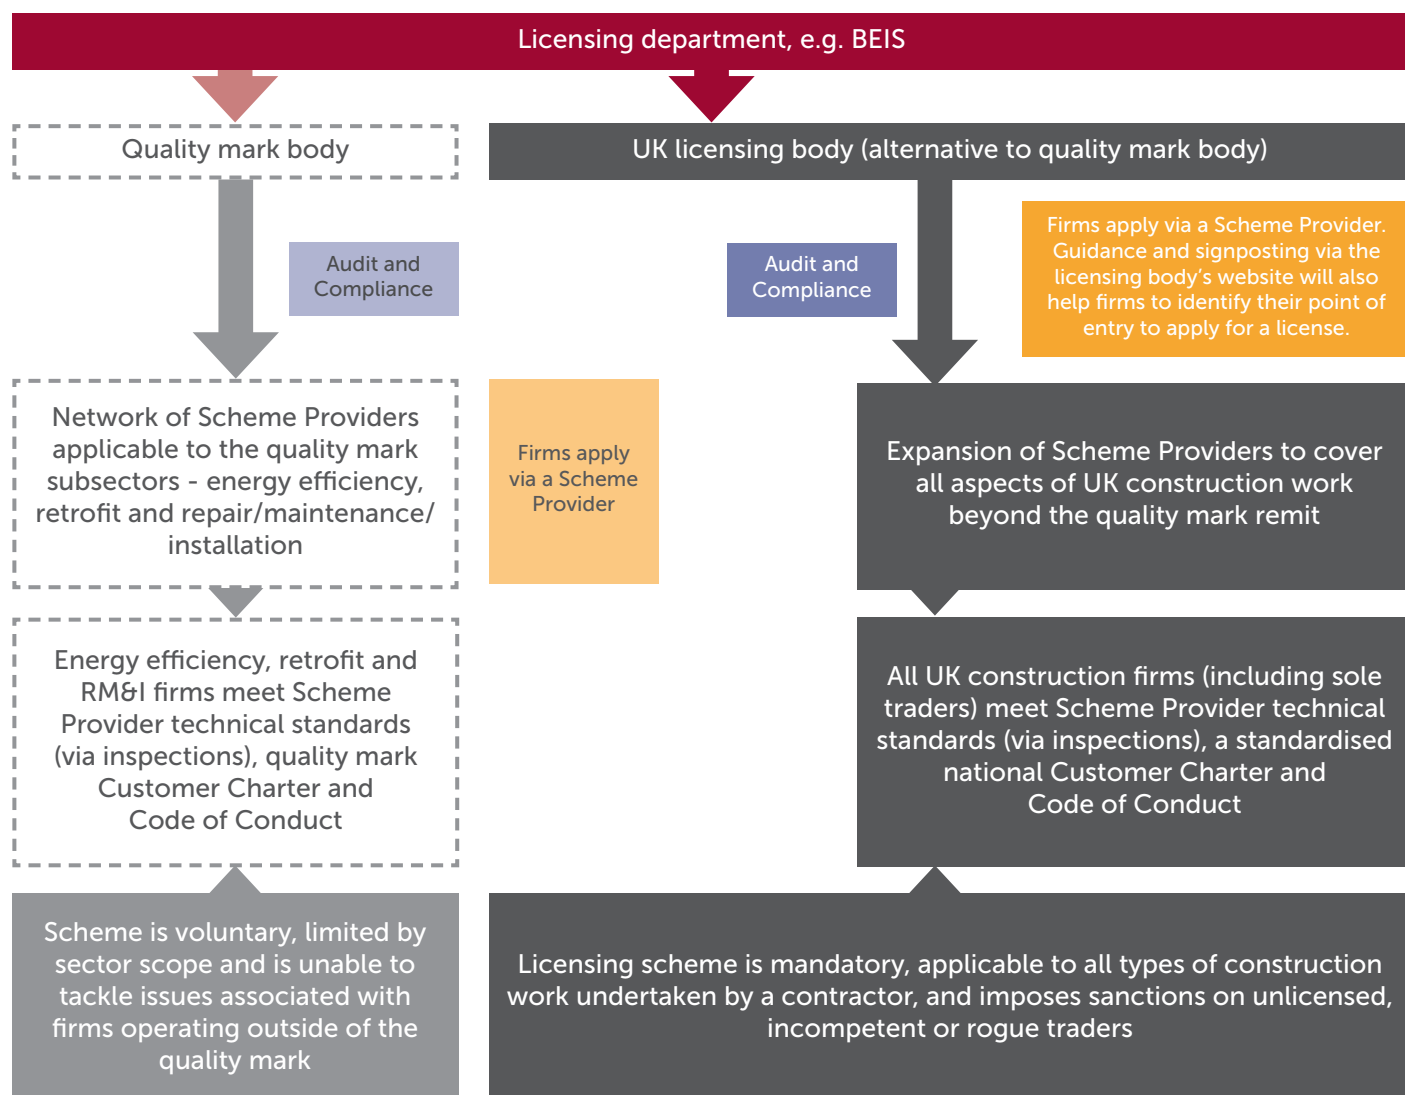 Licensing department, e.g. BEIS
Quality mark body
UK licensing body (alternative to quality mark body)
Audit and
Compliance
Audit and
Compliance
Firms apply via a Scheme Provider.
Guidance and signposting via the
licensing body's website will also
help firms to identify their point of
entry to apply for a license.
Network of Scheme Providers
applicable to the quality mark
subsectors - energy efficiency,
retrofit and repair/maintenance/
installation
Firms apply
via a Scheme
Provider
Expansion of Scheme Providers to cover
all aspects of UK construction work
beyond the quality mark remit
Energy efficiency, retrofit and
RM&I firms meet Scheme
Provider technical standards
(via inspections), quality mark
Customer Charter and
Code of Conduct
All UK construction firms (including sole
traders) meet Scheme Provider technical
standards (via inspections), a standardised
national Customer Charter and
Code of Conduct
Scheme is voluntary, limited by
sector scope and is unable to
tackle issues associated with
firms operating outside of the
quality mark
Licensing scheme is mandatory, applicable to all types of construction
work undertaken by a contractor, and imposes sanctions on unlicensed,
incompetent or rogue traders